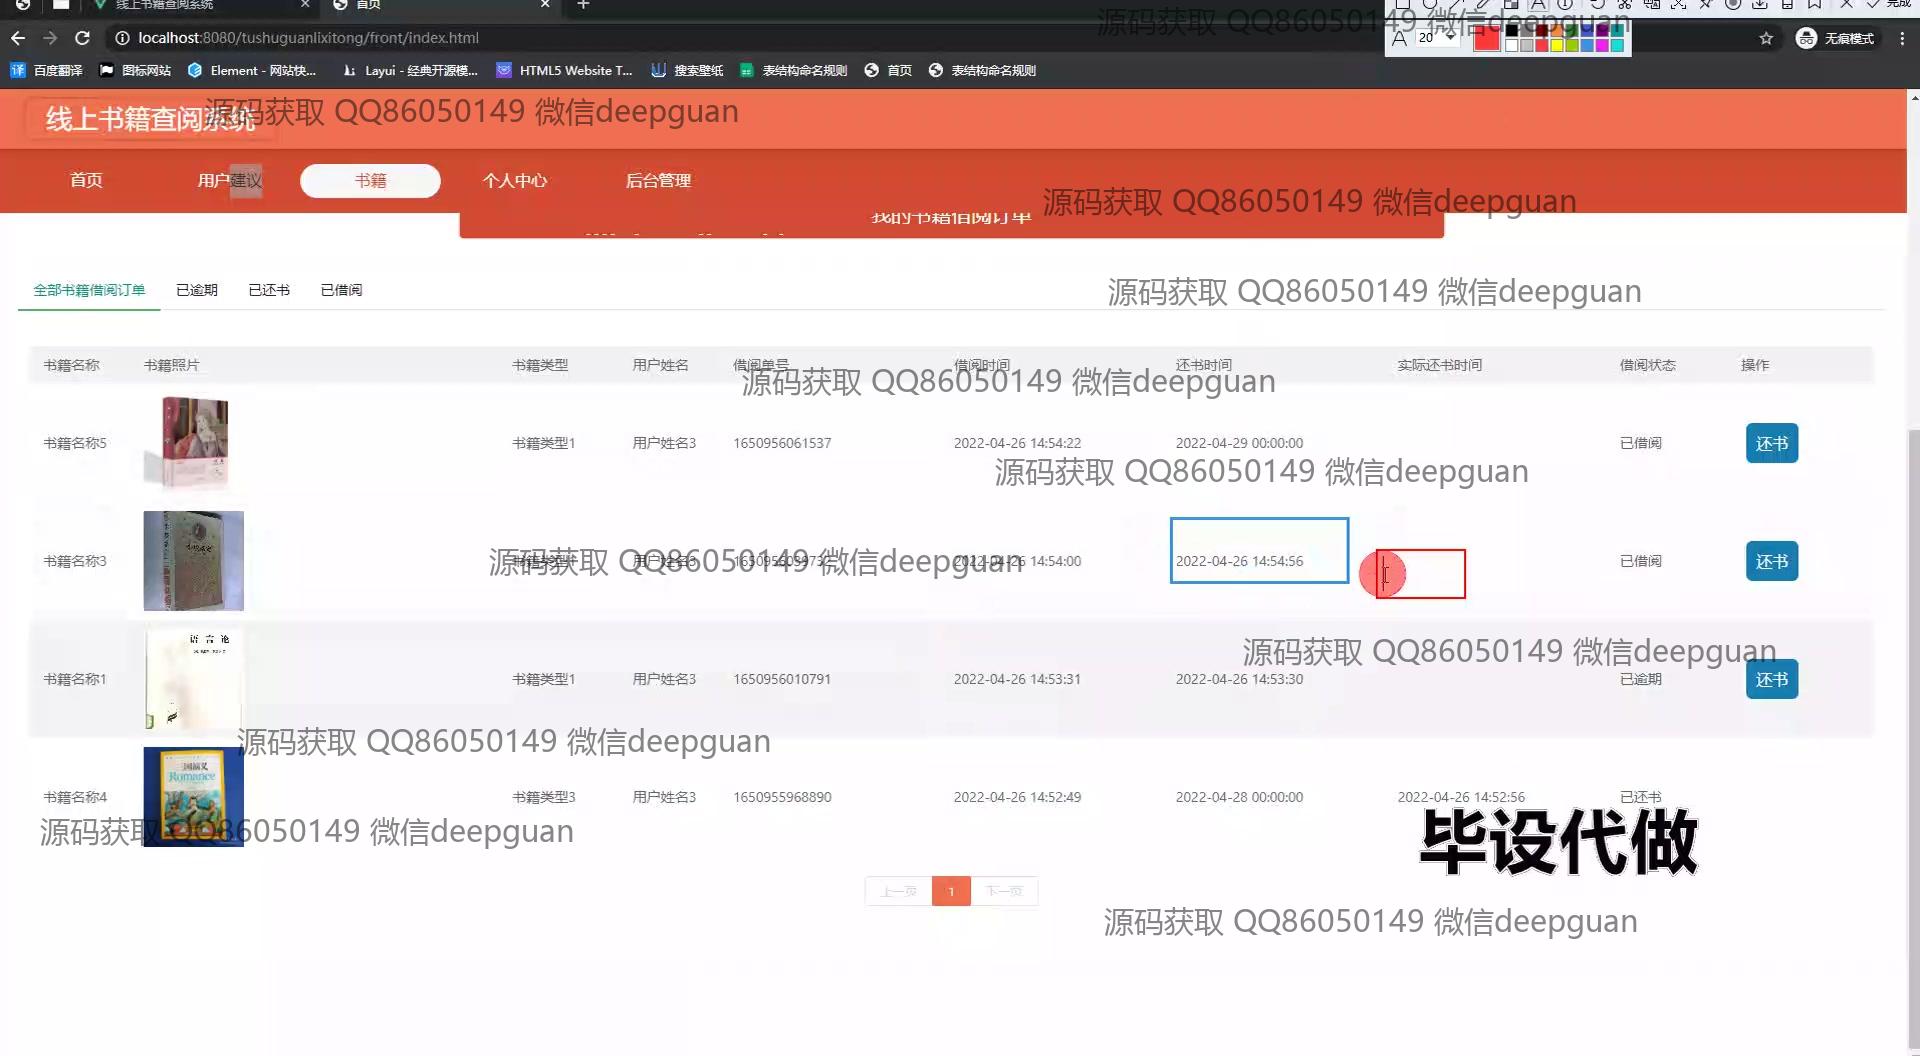 线上书籍查阅系统 首页
localhost:8080/tushuguanlixitong/front/index.html
A 20
完成
无痕模式
百度翻译 图标网站 Element - 网站快... Layui - 经典开源模... HTML5 Website T... 搜索壁纸 表结构命名规则 首页 表结构命名规则
源码获取 QQ86050149 微信deepguan
线上书籍查阅系统
源码获取 QQ86050149 微信deepguan
首页 用户建议 书籍 个人中心 后台管理
源码获取 QQ86050149 微信deepguan
我的书籍借阅订单
全部书籍借阅订单 已逾期 已还书 已借阅
源码获取 QQ86050149 微信deepguan
书籍名称 书籍照片 书籍类型 用户姓名 借阅单号 借阅时间 还书时间 实际还书时间 借阅状态 操作
源码获取 QQ86050149 微信deepguan
书籍名称5 书籍类型1 用户姓名3 1650956061537 2022-04-26 14:54:22 2022-04-29 00:00:00 已借阅 还书
源码获取 QQ86050149 微信deepguan
书籍名称3 用户姓名3 2022-04-26 14:54:00 2022-04-26 14:54:56 已借阅 还书
源码获取 QQ86050149 微信deepguan
语言论
源码获取 QQ86050149 微信deepguan
书籍名称1 书籍类型1 用户姓名3 1650956010791 2022-04-26 14:53:31 2022-04-26 14:53:30 已逾期 还书
源码获取 QQ86050149 微信deepguan
Romance
书籍名称4 书籍类型3 用户姓名3 1650955968890 2022-04-26 14:52:49 2022-04-28 00:00:00 2022-04-26 14:52:56 已还书
源码获取 QQ86050149 微信deepguan
毕设代做
上一页 1 下一页
源码获取 QQ86050149 微信deepguan